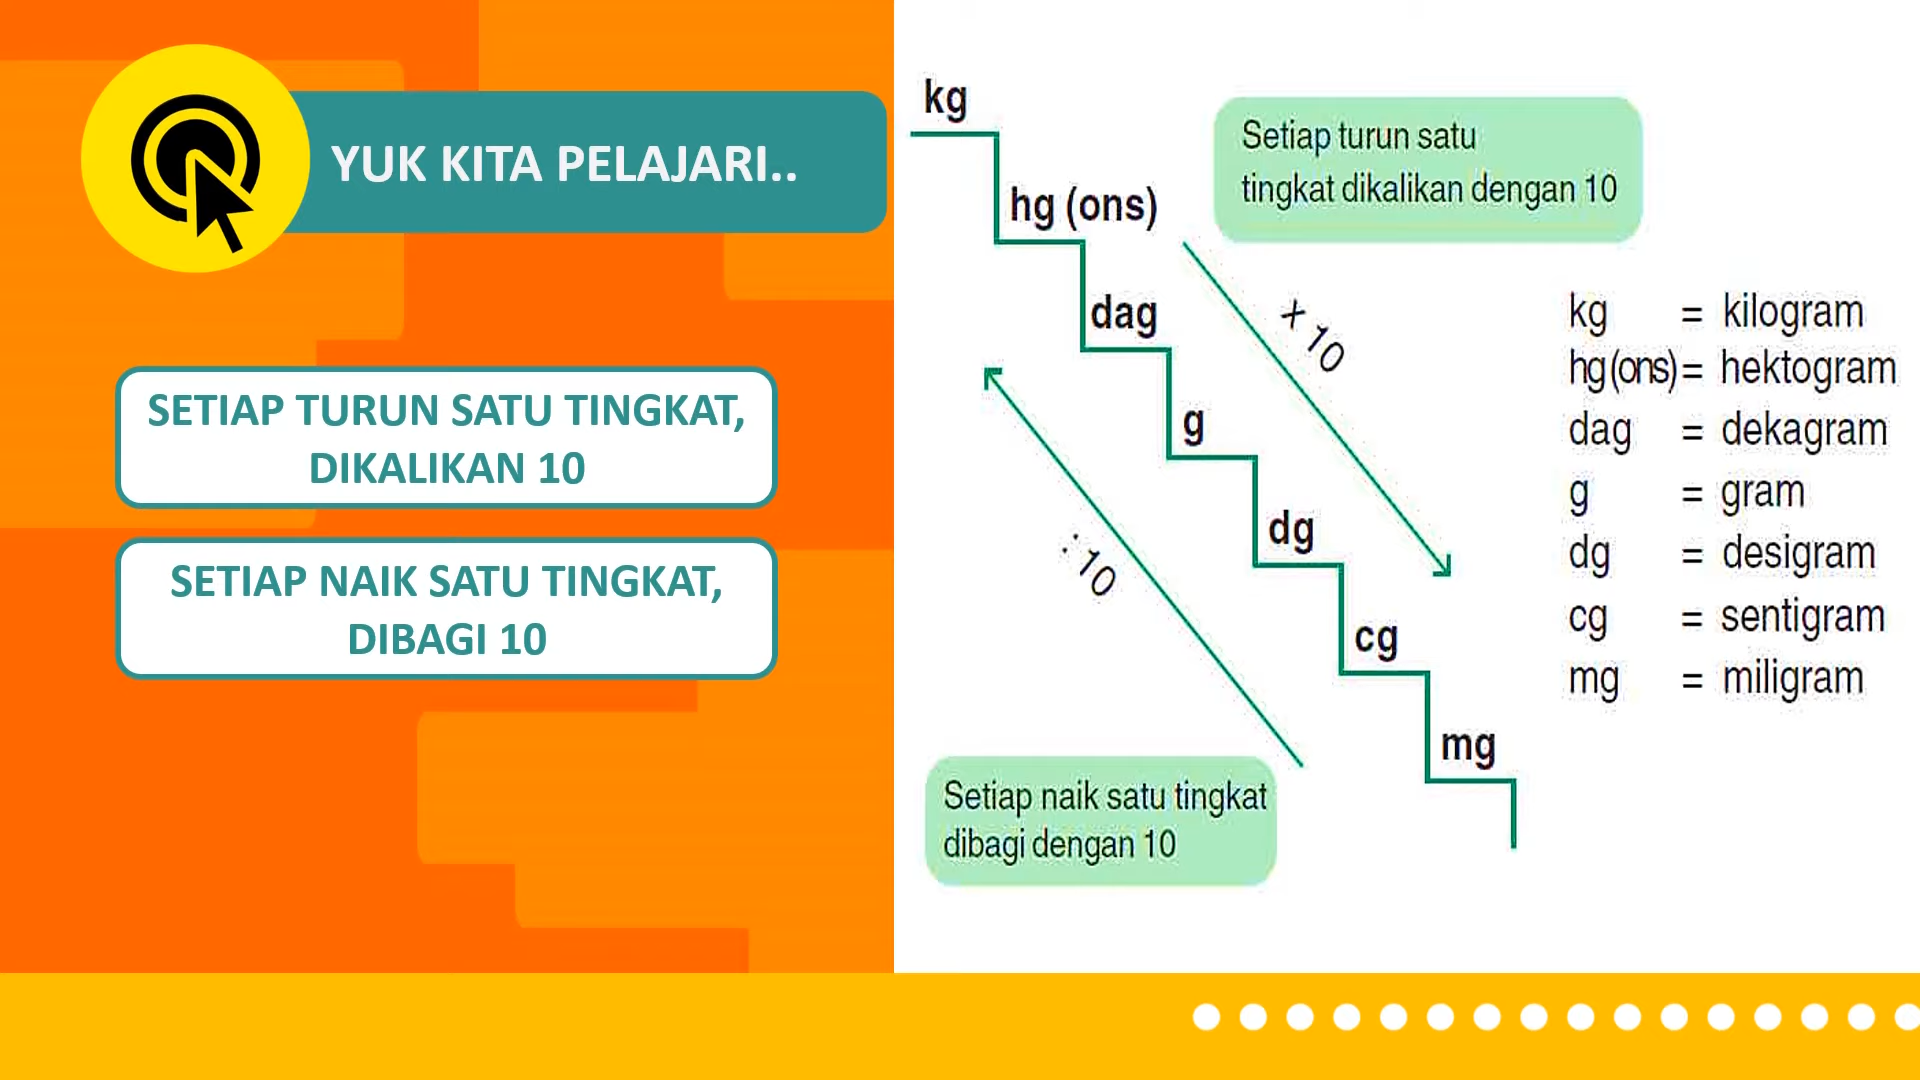 YUK KITA PELAJARI..
SETIAP TURUN SATU TINGKAT,
DIKALIKAN 10
SETIAP NAIK SATU TINGKAT,
DIBAGI 10
kg
hg (ons)
dag
g
dg
cg
mg
Setiap turun satu
tingkat dikalikan dengan 10
x 10
: 10
Setiap naik satu tingkat
dibagi dengan 10
kg = kilogram
hg (ons) = hektogram
dag = dekagram
g = gram
dg = desigram
cg = sentigram
mg = miligram